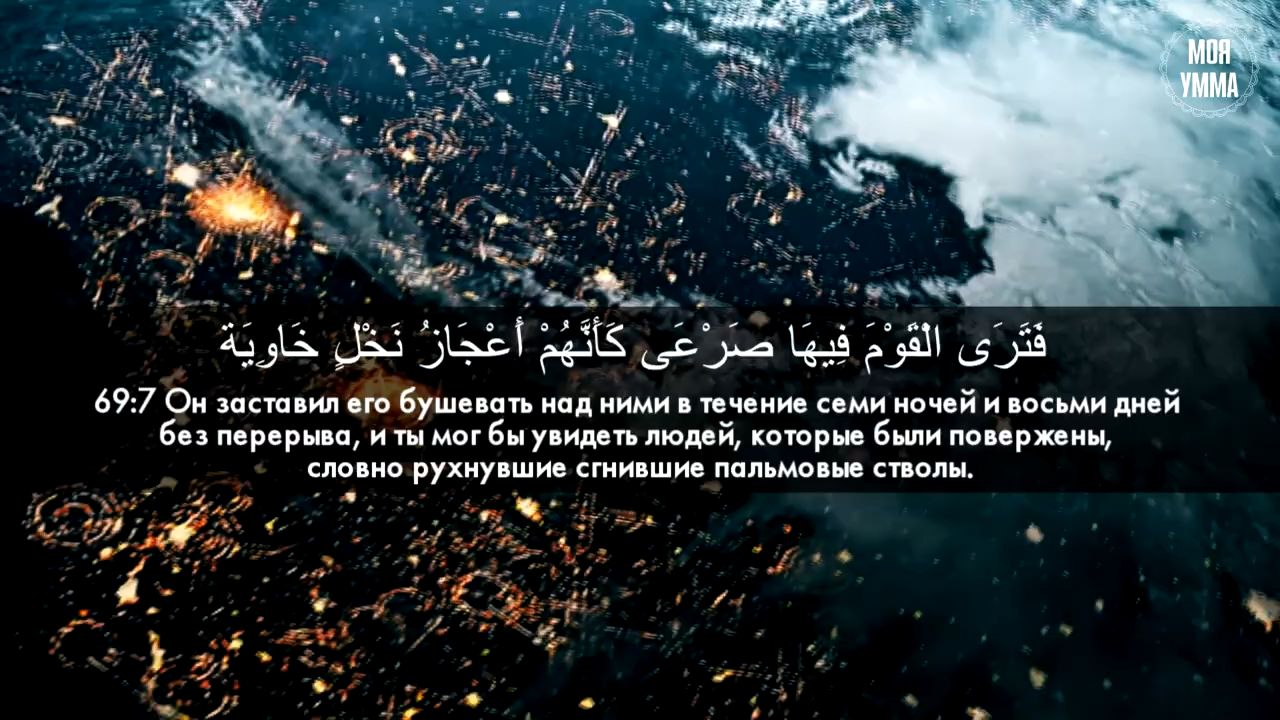 МОЯ
УММА
فَتَرَى الْقَوْمَ فِيهَا صَرْعَى كَأَنَّهُمْ أَعْجَازُ نَخْلٍ خَاوِيَة
69:7 Он заставил его бушевать над ними в течение семи ночей и восьми дней
без перерыва, и ты мог бы увидеть людей, которые были повержены,
словно рухнувшие сгнившие пальмовые стволы.